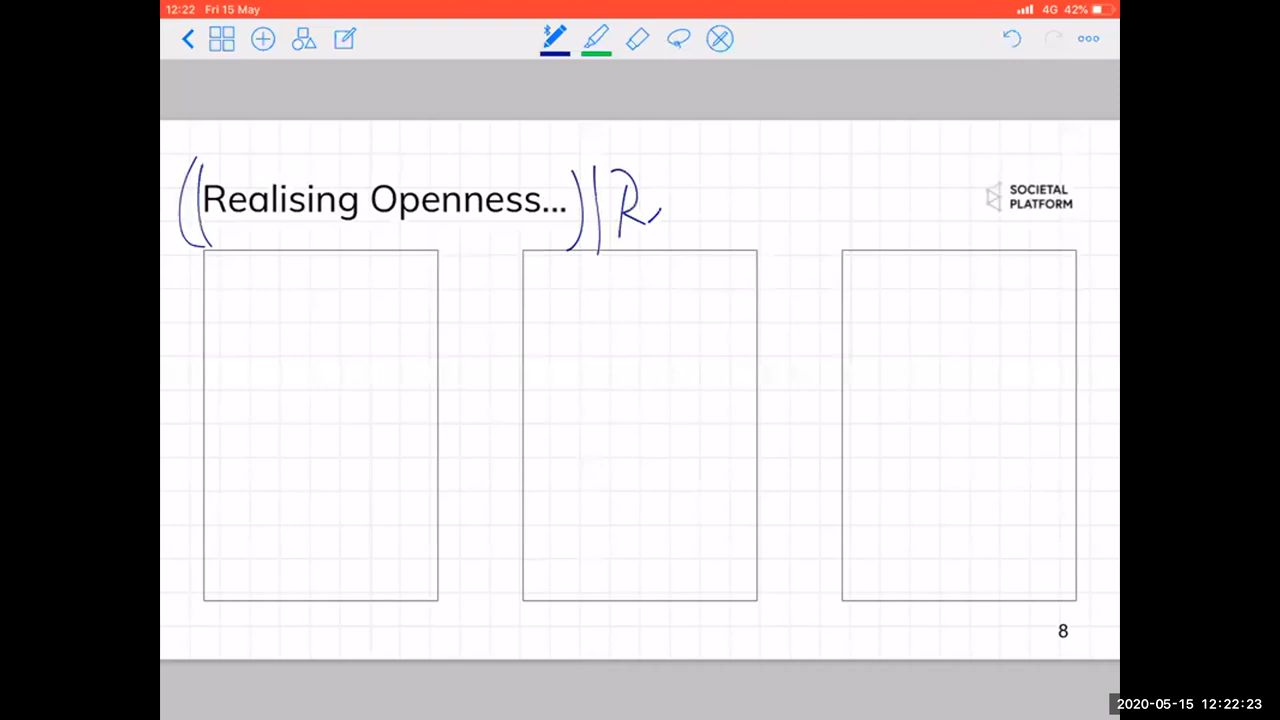 12:22 Fri 15 May 4G 42%
((Realising Openness...)| R
SOCIETAL
PLATFORM
8
2020-05-15 12:22:23